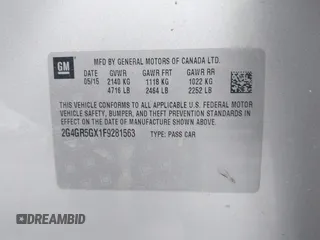 GM
MFD BY GENERAL MOTORS OF CANADA LTD.
DATE GVWR GAWR FRT GAWR RR
05/15 2140 KG 1118 KG 1022 KG
4716 LB 2464 LB 2252 LB
THIS VEHICLE CONFORMS TO ALL APPLICABLE U.S. FEDERAL MOTOR
VEHICLE SAFETY, BUMPER, AND THEFT PREVENTION STANDARDS
IN EFFECT ON THE DATE OF MANUFACTURE SHOWN ABOVE.
2G4GR5GX1F9281563 TYPE: PASS CAR
DREAMBID